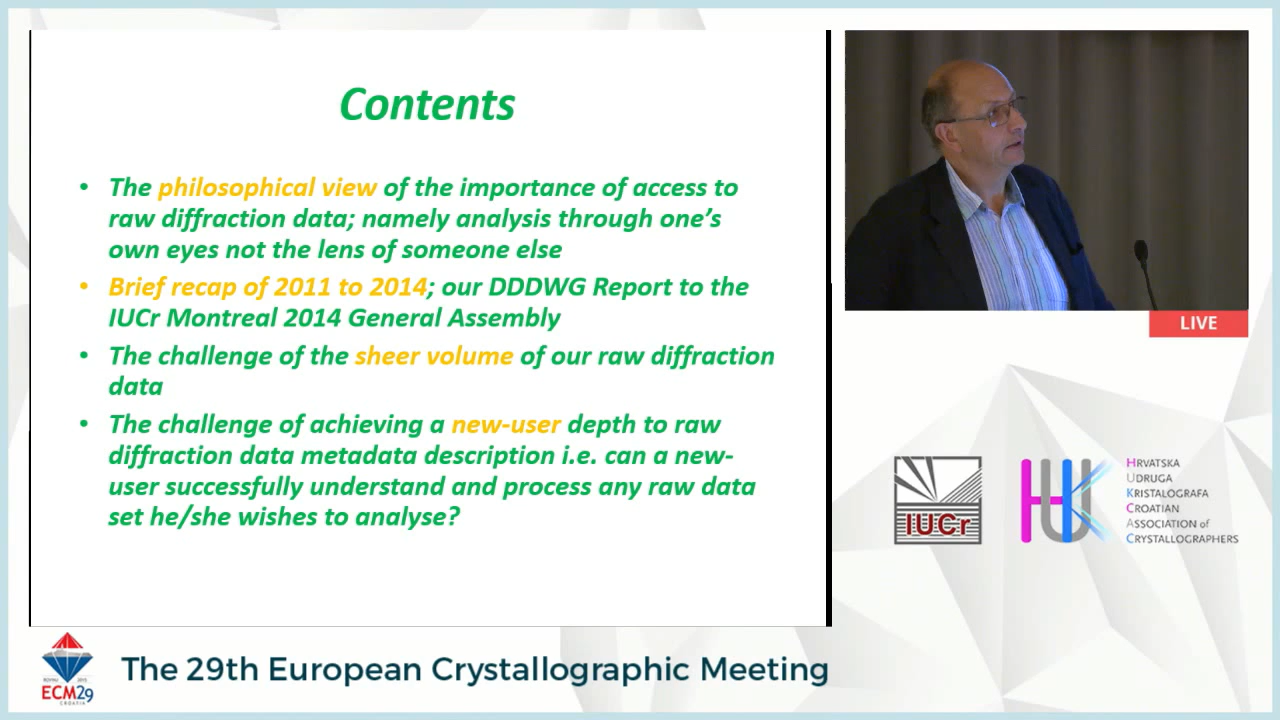 Contents
• The philosophical view of the importance of access to
raw diffraction data; namely analysis through one’s
own eyes not the lens of someone else
• Brief recap of 2011 to 2014; our DDDWG Report to the
IUCr Montreal 2014 General Assembly
• The challenge of the sheer volume of our raw diffraction
data
• The challenge of achieving a new-user depth to raw
diffraction data metadata description i.e. can a new-
user successfully understand and process any raw data
set he/she wishes to analyse?
LIVE
IUCr
HUK
HRVATSKA
UDRUGA
KRISTALOGRAFA
CROATIAN
ASSOCIATION of
CRYSTALLOGRAPHERS
ECM29
CROATIA
The 29th European Crystallographic Meeting